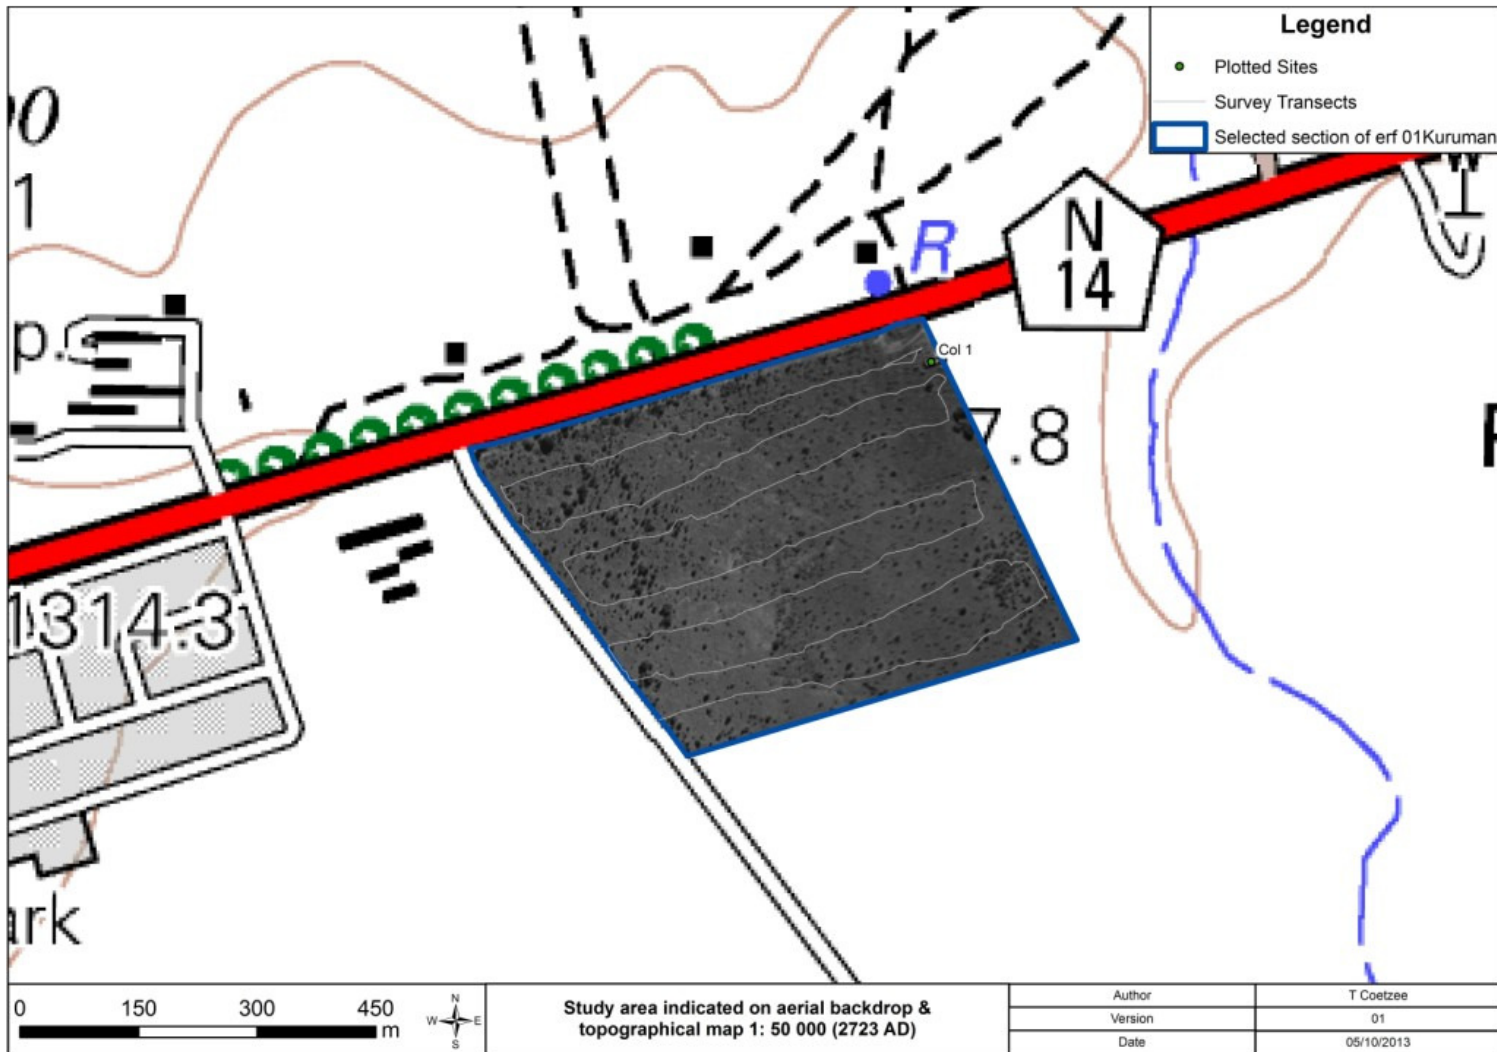 Legend
Plotted Sites
Survey Transects
Selected section of erf 01Kuruman
1
R
N
14
W
p.
Col 1
7.8
1314.3
ark
0 150 300 450
m
N
W E
S
Study area indicated on aerial backdrop &
topographical map 1: 50 000 (2723 AD)
Author T Coetzee
Version 01
Date 05/10/2013